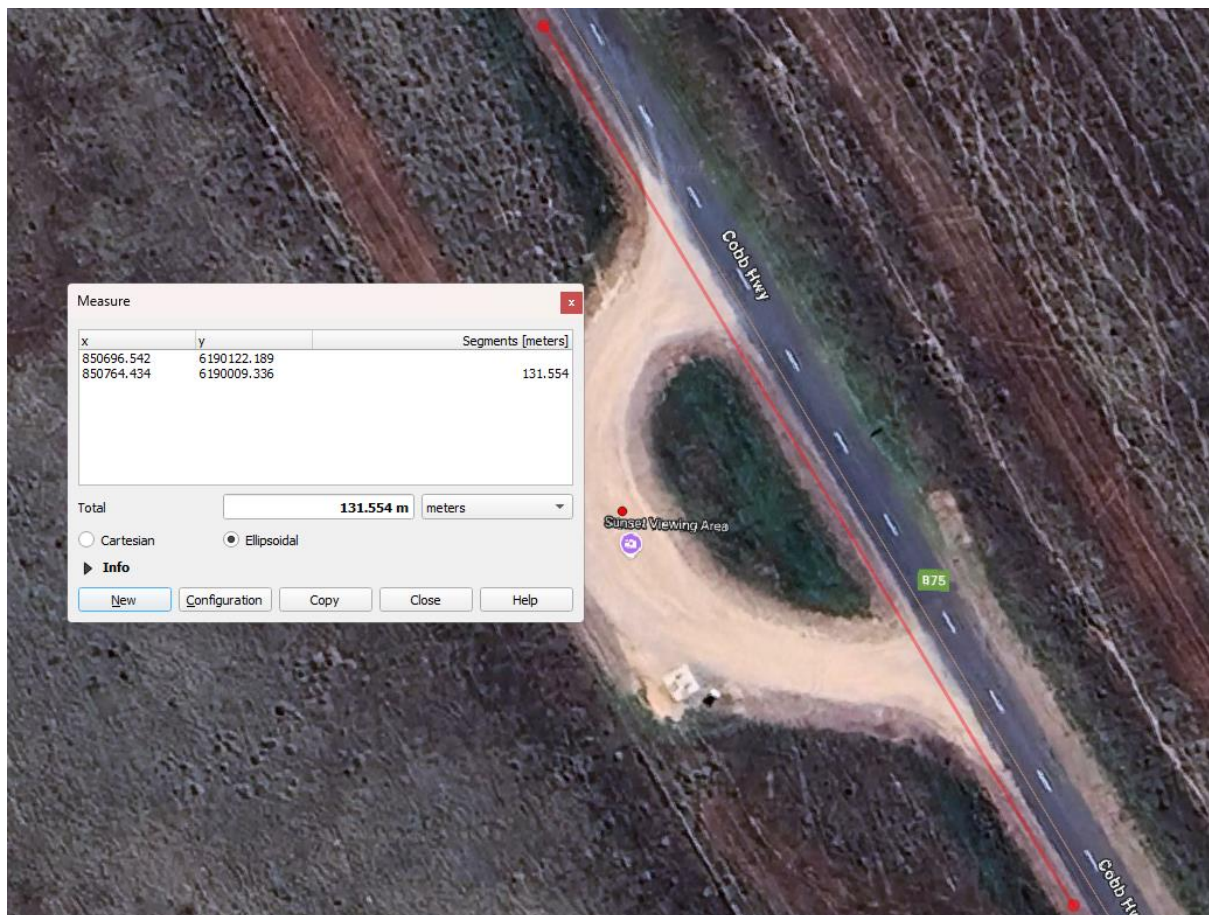 Cobb Hwy
Measure
x
x y Segments [meters]
850696.542 6190122.189
850764.434 6190009.336 131.554
Total 131.554 m meters
Cartesian Ellipsoidal
Info
New Configuration Copy Close Help
Sunset Viewing Area
B75
Cobb H